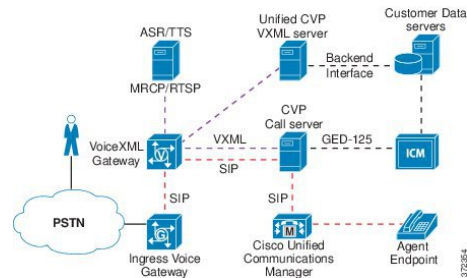 ASR/TTS
Unified CVP
VXML server
Customer Data
servers
Backend
Interface
MRCP/RTSP
CVP
Call server
VoiceXML
Gateway
V
VXML
SIP
GED-125
ICM
SIP
SIP
PSTN
G
M
Ingress Voice
Gateway
Cisco Unified
Communications
Manager
Agent
Endpoint
372354